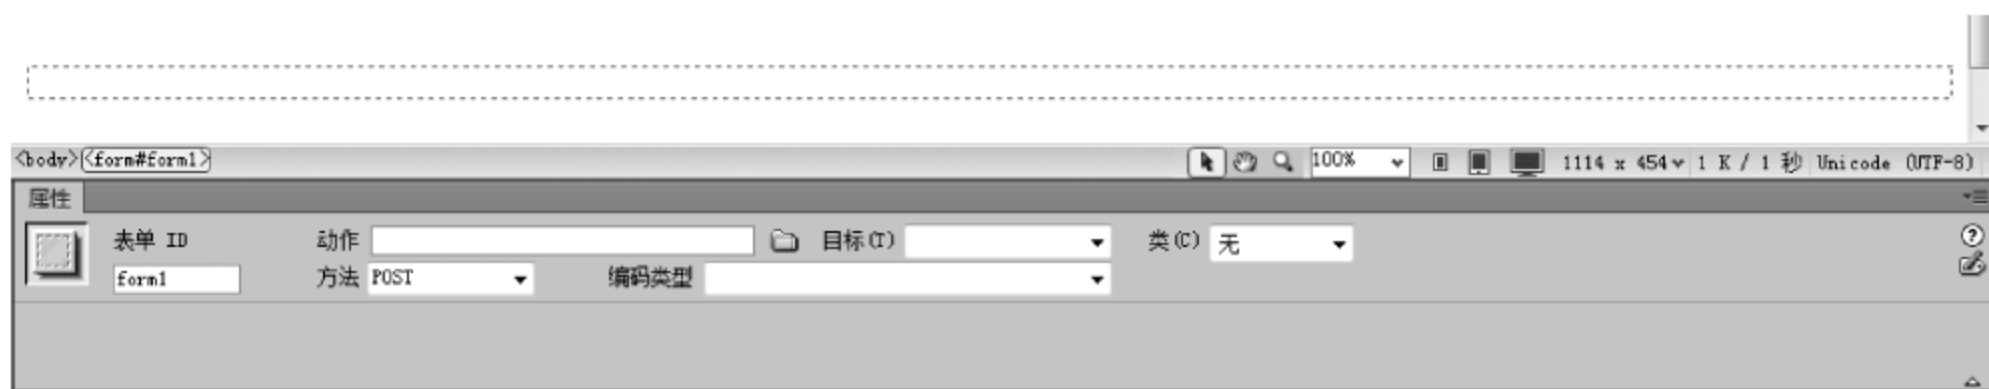 <body><form#form1> 100% 1114 x 454 1 K / 1 秒 Unicode (UTF-8)
属性
表单 ID 动作 目标(T) 类(C) 无
form1 方法 POST 编码类型